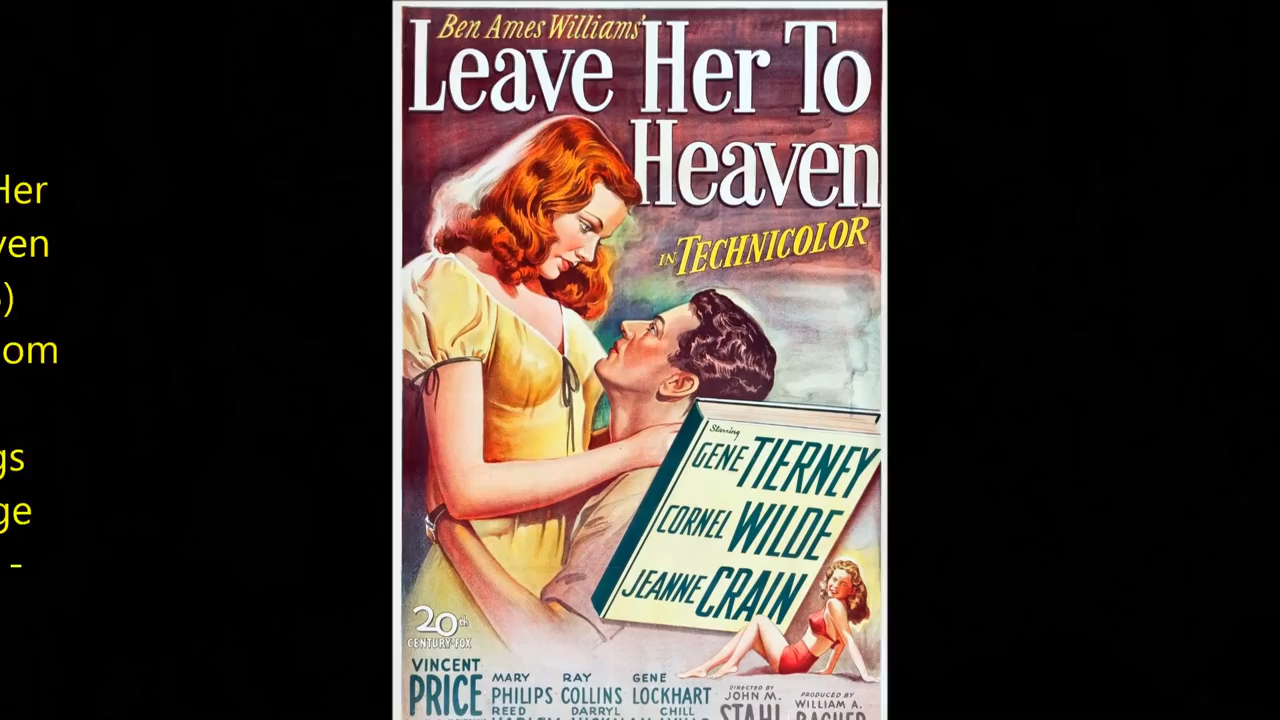 Her
ven
)
om
gs
ge
-
Ben Ames Williams'
Leave Her To
Heaven
IN TECHNICOLOR
Starring
GENE TIERNEY
CORNEL WILDE
JEANNE CRAIN
20th
CENTURY-FOX
VINCENT
PRICE
MARY
PHILIPS
RAY
COLLINS
GENE
LOCKHART
REED
DARRYL
CHILL
DIRECTED BY
JOHN M.
STAHL
PRODUCED BY
WILLIAM A.